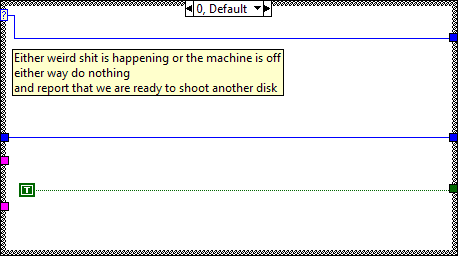 0, Default
?
Either weird shit is happening or the machine is off
either way do nothing
and report that we are ready to shoot another disk
T